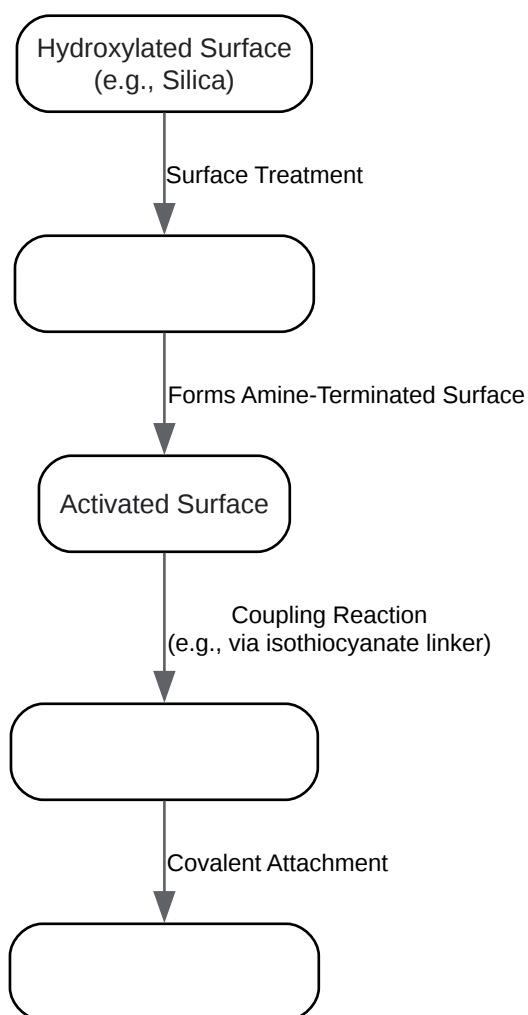 Hydroxylated Surface
(e.g., Silica)
Surface Treatment
Forms Amine-Terminated Surface
Activated Surface
Coupling Reaction
(e.g., via isothiocyanate linker)
Covalent Attachment